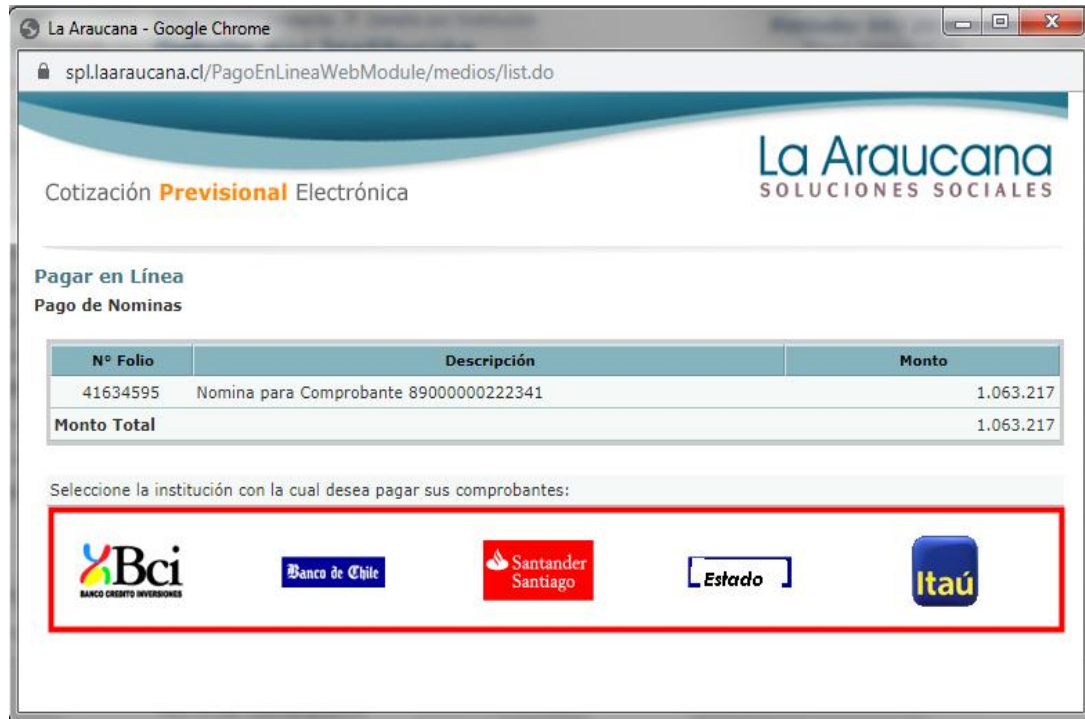 La Araucana - Google Chrome
spl.laaraucana.cl/PagoEnLineaWebModule/medios/list.do
La Araucana
SOLUCIONES SOCIALES
Cotización Previsional Electrónica
Pagar en Línea
Pago de Nominas
Nº Folio Descripción Monto
41634595 Nomina para Comprobante 89000000222341 1.063.217
Monto Total 1.063.217
Seleccione la institución con la cual desea pagar sus comprobantes:
Bci
BANCO CREDITO INVERSIONES
Banco de Chile
Santander
Santiago
Estado
Itaú